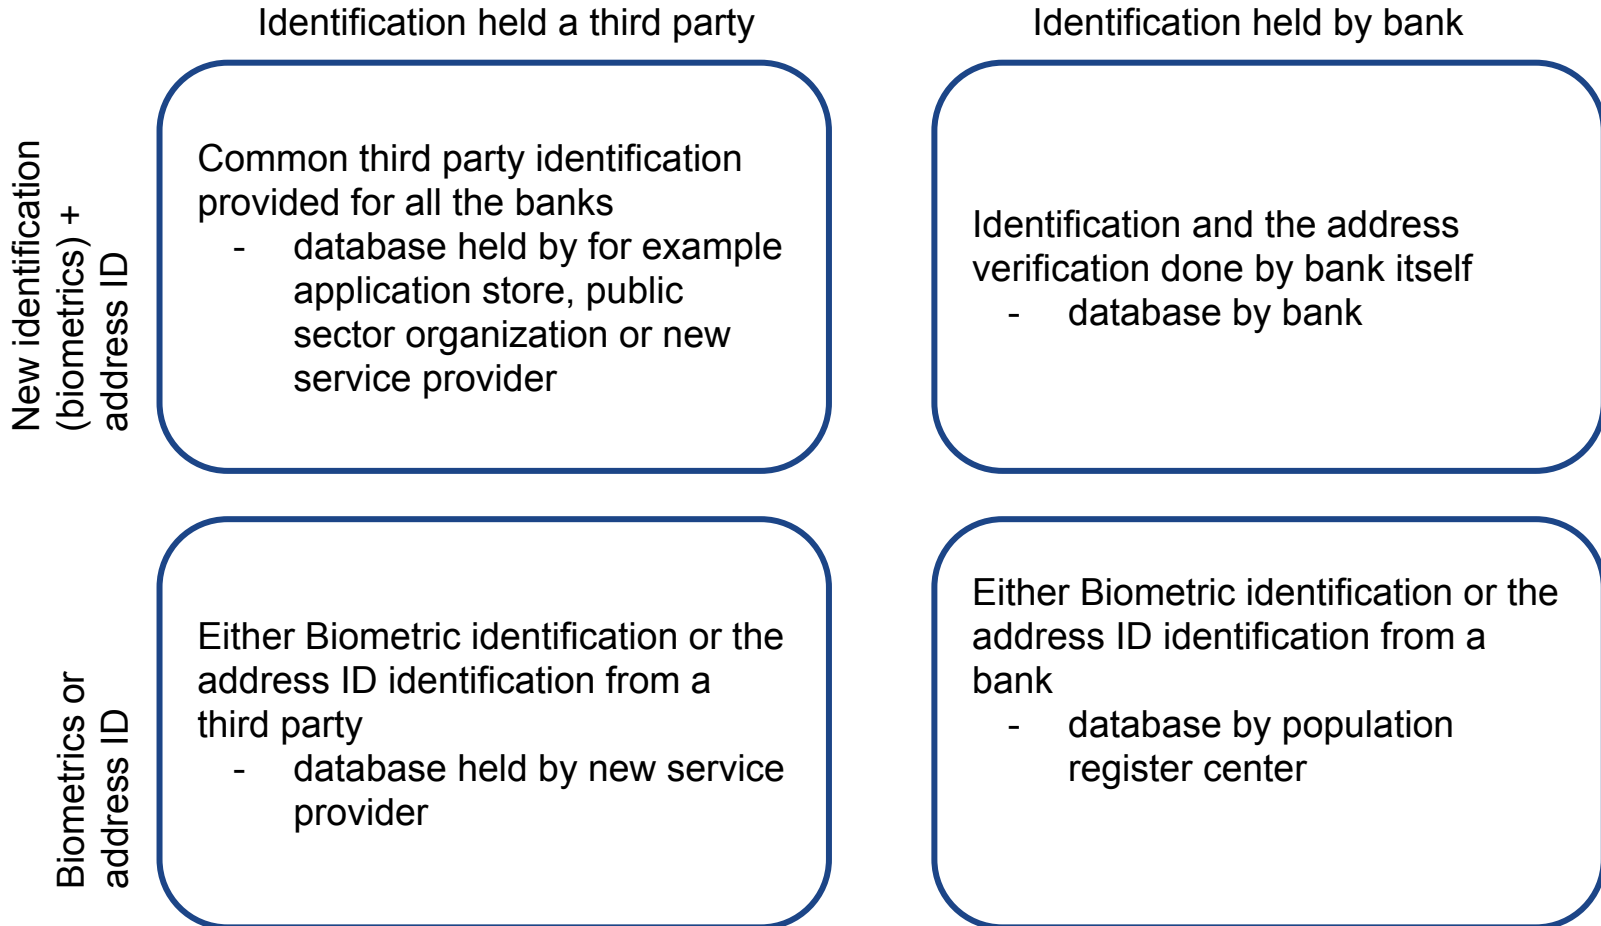 Identification held a third party
Identification held by bank
New identification
(biometrics) +
address ID
Common third party identification
provided for all the banks
- database held by for example
application store, public
sector organization or new
service provider
Identification and the address
verification done by bank itself
- database by bank
Biometrics or
address ID
Either Biometric identification or the
address ID identification from a
third party
- database held by new service
provider
Either Biometric identification or the
address ID identification from a
bank
- database by population
register center